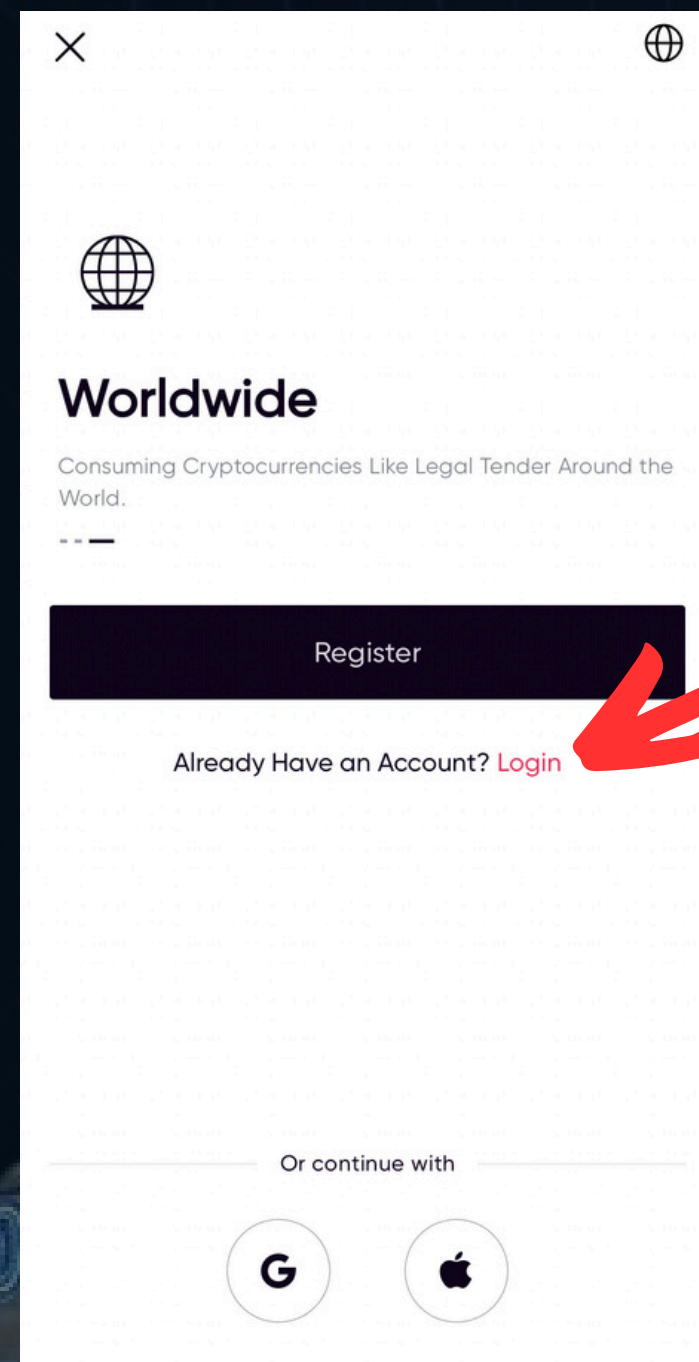 Worldwide
Consuming Cryptocurrencies Like Legal Tender Around the
World.
Register
Already Have an Account? Login
Or continue with
G